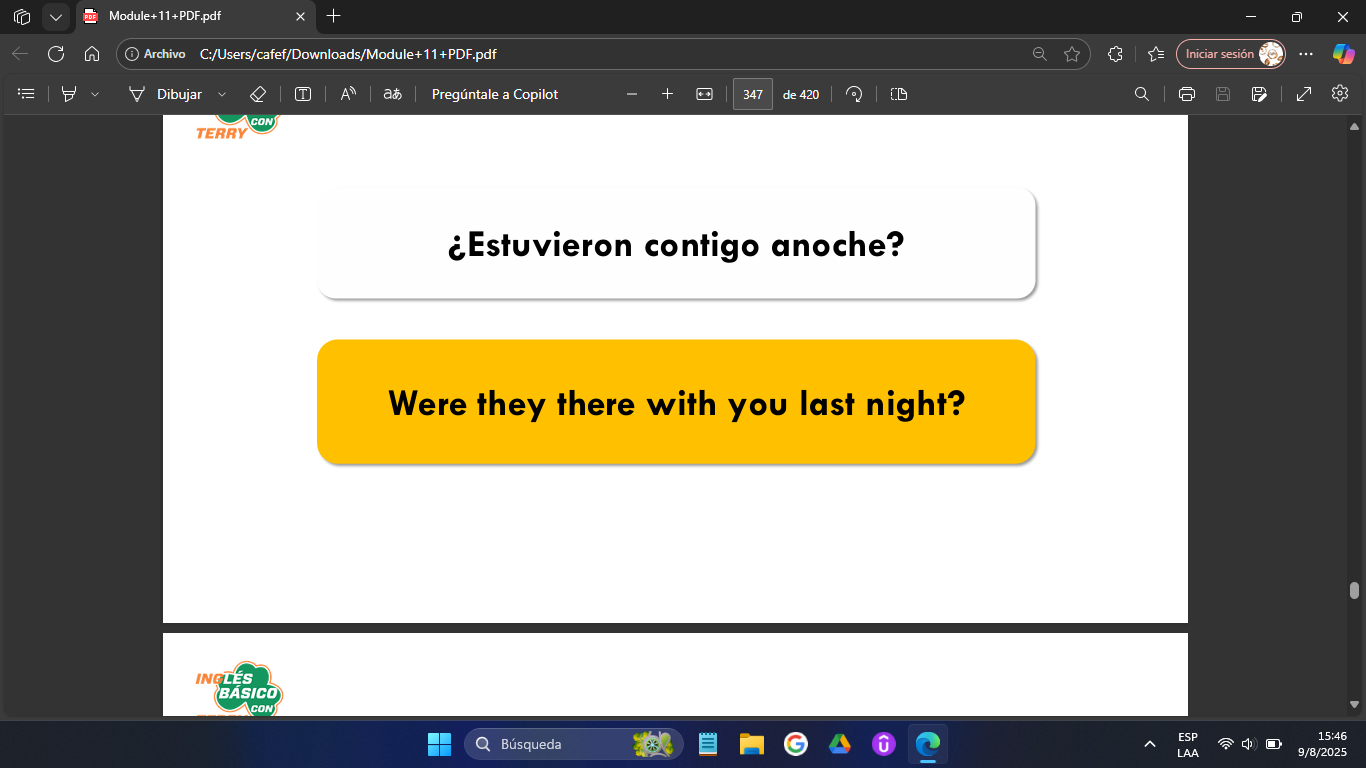 Module+11+PDF.pdf
Archivo C:/Users/cafef/Downloads/Module+11+PDF.pdf
Iniciar sesión
Dibujar
Pregúntale a Copilot
347 de 420
CON
TERRY
¿Estuvieron contigo anoche?
Were they there with you last night?
INGLÉS
BÁSICO
CON
Búsqueda
ESP
LAA
15:46
9/8/2025